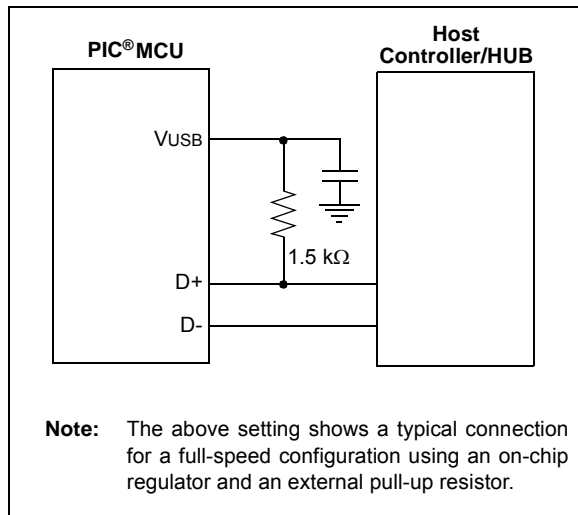 PIC®MCU
Host
Controller/HUB
VUSB
1.5 kΩ
D+
D-
Note: The above setting shows a typical connection
for a full-speed configuration using an on-chip
regulator and an external pull-up resistor.